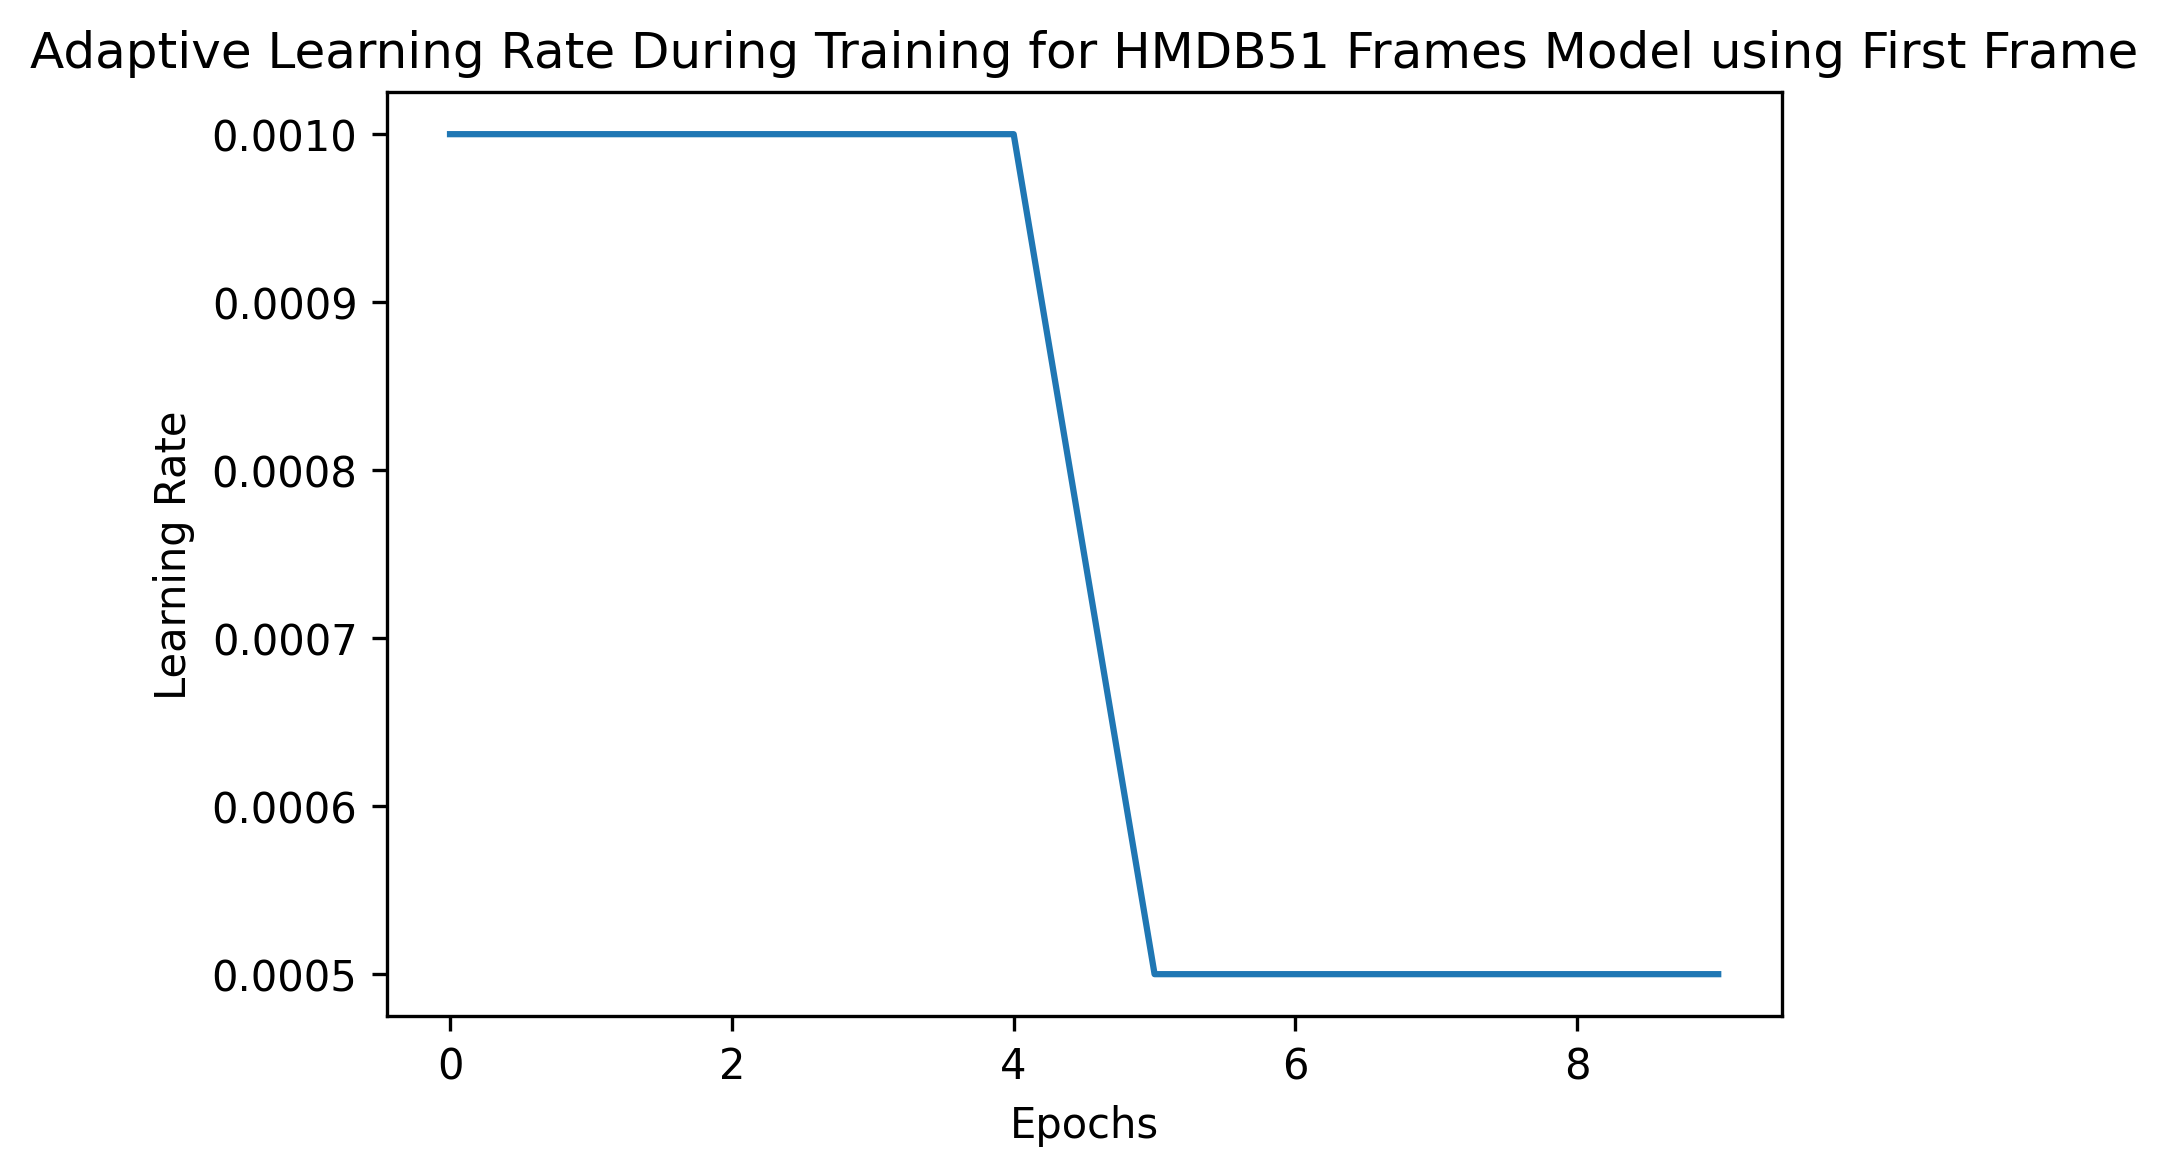 Adaptive Learning Rate During Training for HMDB51 Frames Model using First Frame
0.0010
0.0009
0.0008
0.0007
0.0006
0.0005
Learning Rate
0 2 4 6 8
Epochs